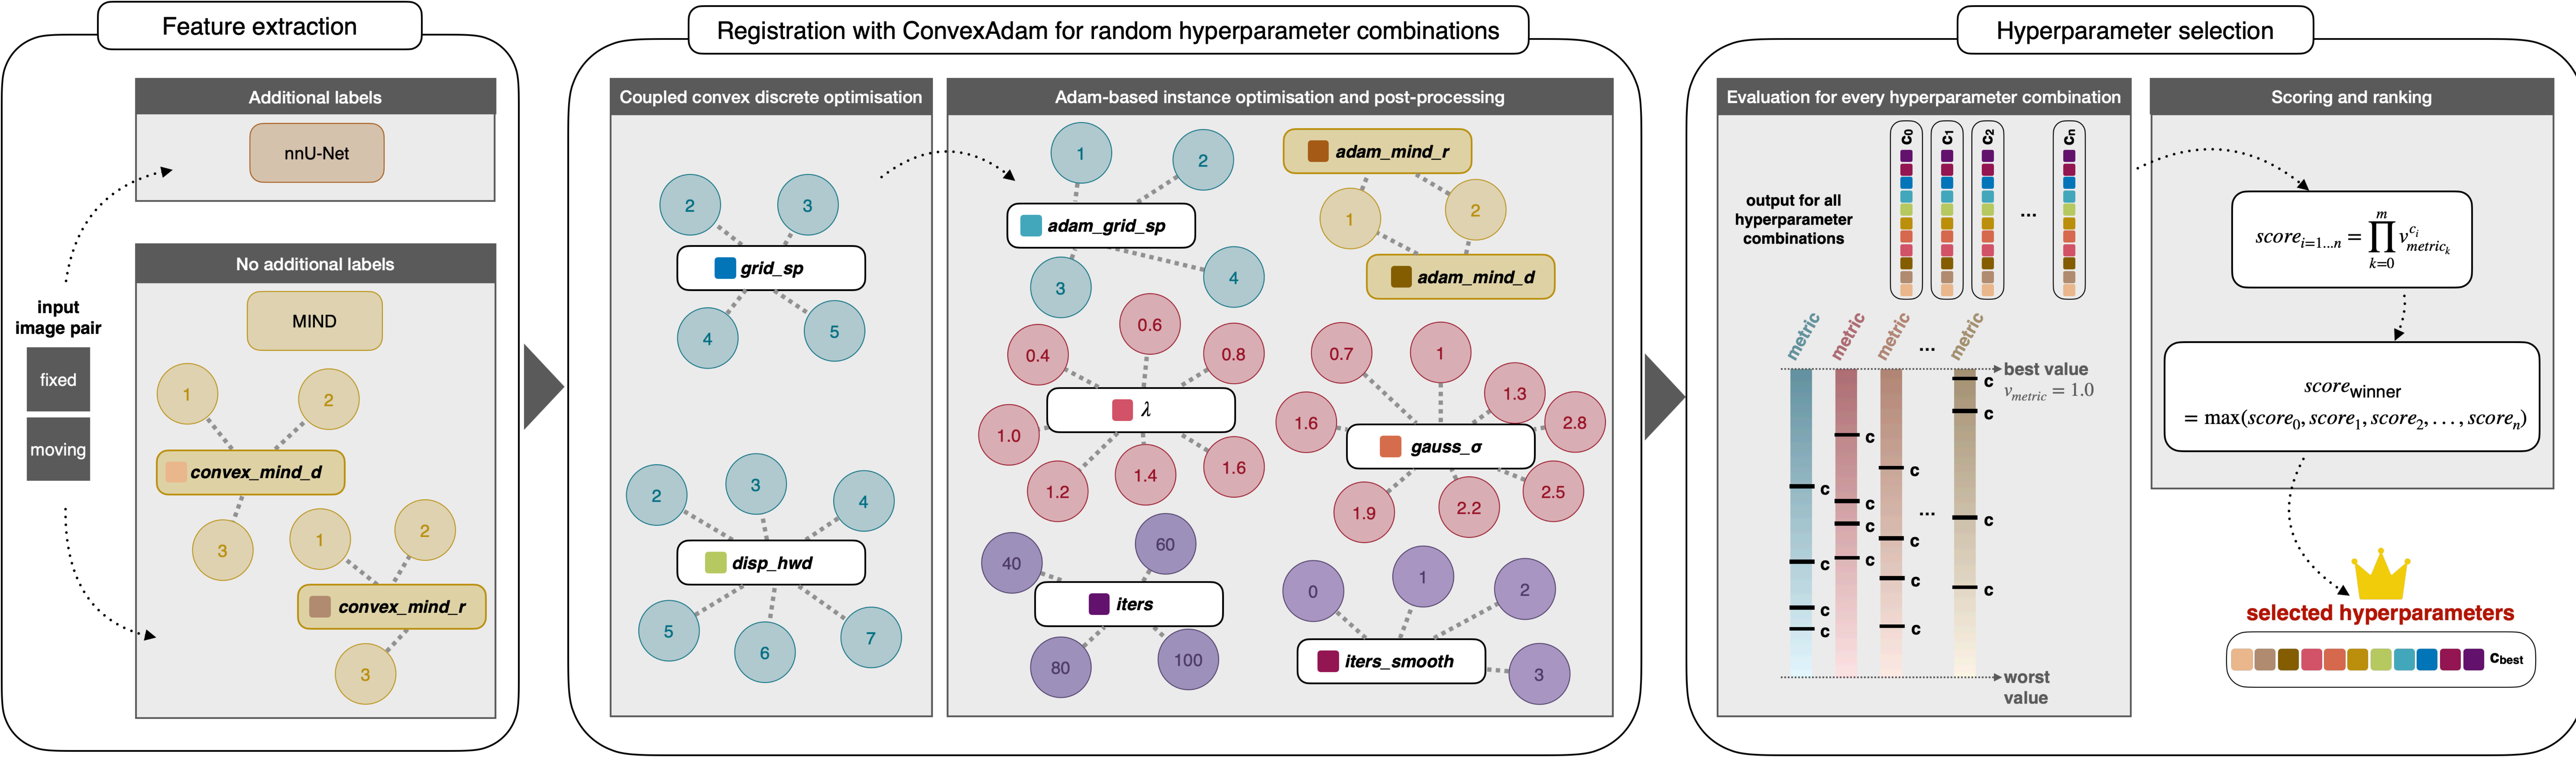 Feature extraction
Additional labels
nnU-Net
No additional labels
MIND
input
image pair
fixed
moving
1
2
convex_mind_d
3
1
2
convex_mind_r
3
Registration with ConvexAdam for random hyperparameter combinations
Coupled convex discrete optimisation
2
3
grid_sp
4
5
2
3
4
disp_hwd
5
6
7
Adam-based instance optimisation and post-processing
1
2
adam_grid_sp
3
4
adam_mind_r
1
2
adam_mind_d
0.4
0.6
0.8
λ
1.0
1.2
1.4
1.6
0.7
1
1.3
1.6
2.8
gauss_σ
1.9
2.2
2.5
40
60
iters
80
100
0
1
2
iters_smooth
3
Hyperparameter selection
Evaluation for every hyperparameter combination
output for all
hyperparameter
combinations
c₀
c₁
c₂
...
cₙ
metric
metric
metric
...
metric
best value
v_metric = 1.0
c
c
c
c
c
c
c
c
...
c
c
c
c
c
c
c
c
worst
value
Scoring and ranking
score_{i=1...n} = ∏_{k=0}^{m} v_{metric_k}^{c_i}
score_winner
= max(score₀, score₁, score₂, . . . , scoreₙ)
selected hyperparameters
c_best